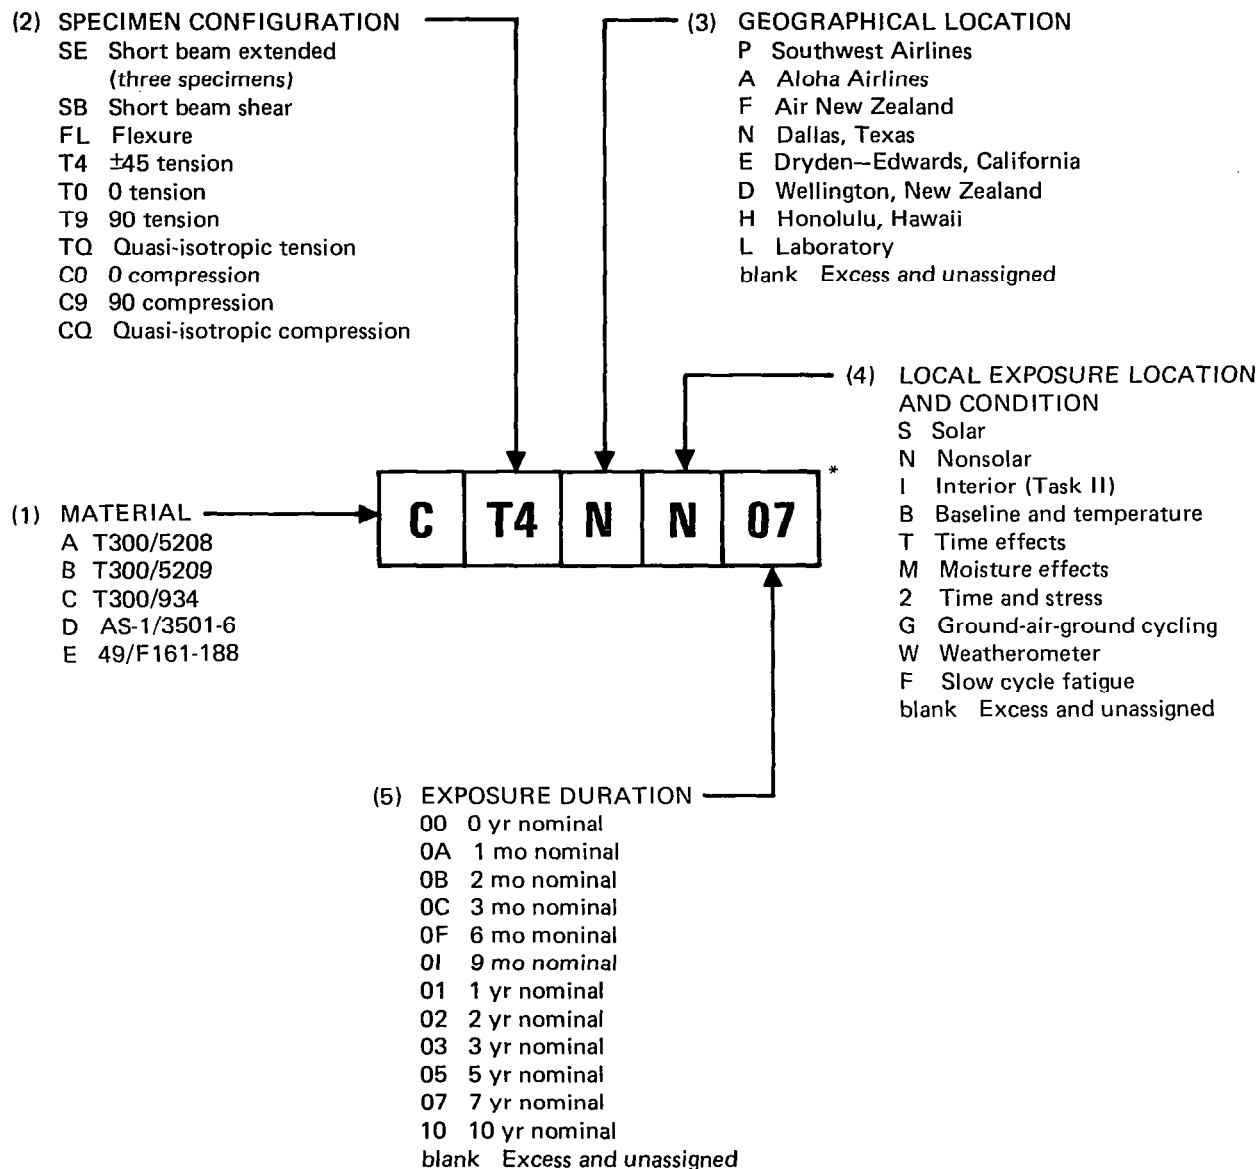 (2) SPECIMEN CONFIGURATION
SE Short beam extended
(three specimens)
SB Short beam shear
FL Flexure
T4 ±45 tension
T0 0 tension
T9 90 tension
TQ Quasi-isotropic tension
C0 0 compression
C9 90 compression
CQ Quasi-isotropic compression
(3) GEOGRAPHICAL LOCATION
P Southwest Airlines
A Aloha Airlines
F Air New Zealand
N Dallas, Texas
E Dryden—Edwards, California
D Wellington, New Zealand
H Honolulu, Hawaii
L Laboratory
blank Excess and unassigned
(4) LOCAL EXPOSURE LOCATION
AND CONDITION
S Solar
N Nonsolar
I Interior (Task II)
B Baseline and temperature
T Time effects
M Moisture effects
2 Time and stress
G Ground-air-ground cycling
W Weatherometer
F Slow cycle fatigue
blank Excess and unassigned
(1) MATERIAL
A T300/5208
B T300/5209
C T300/934
D AS-1/3501-6
E 49/F161-188
C T4 N N 07 *
(5) EXPOSURE DURATION
00 0 yr nominal
0A 1 mo nominal
0B 2 mo nominal
0C 3 mo nominal
0F 6 mo moninal
0I 9 mo nominal
01 1 yr nominal
02 2 yr nominal
03 3 yr nominal
05 5 yr nominal
07 7 yr nominal
10 10 yr nominal
blank Excess and unassigned